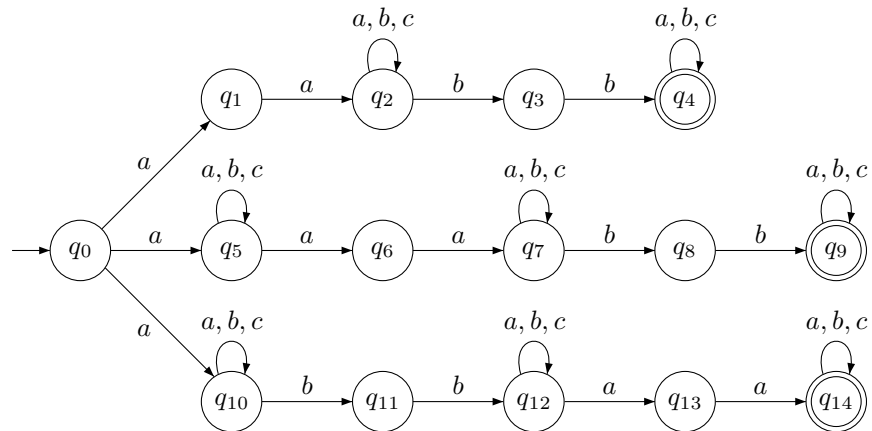 a, b, c a, b, c
q₁ a q₂ b q₃ b q₄
a
a, b, c a, b, c a, b, c
q₀ a q₅ a q₆ a q₇ b q₈ b q₉
a
a, b, c a, b, c a, b, c
q₁₀ b q₁₁ b q₁₂ a q₁₃ a q₁₄